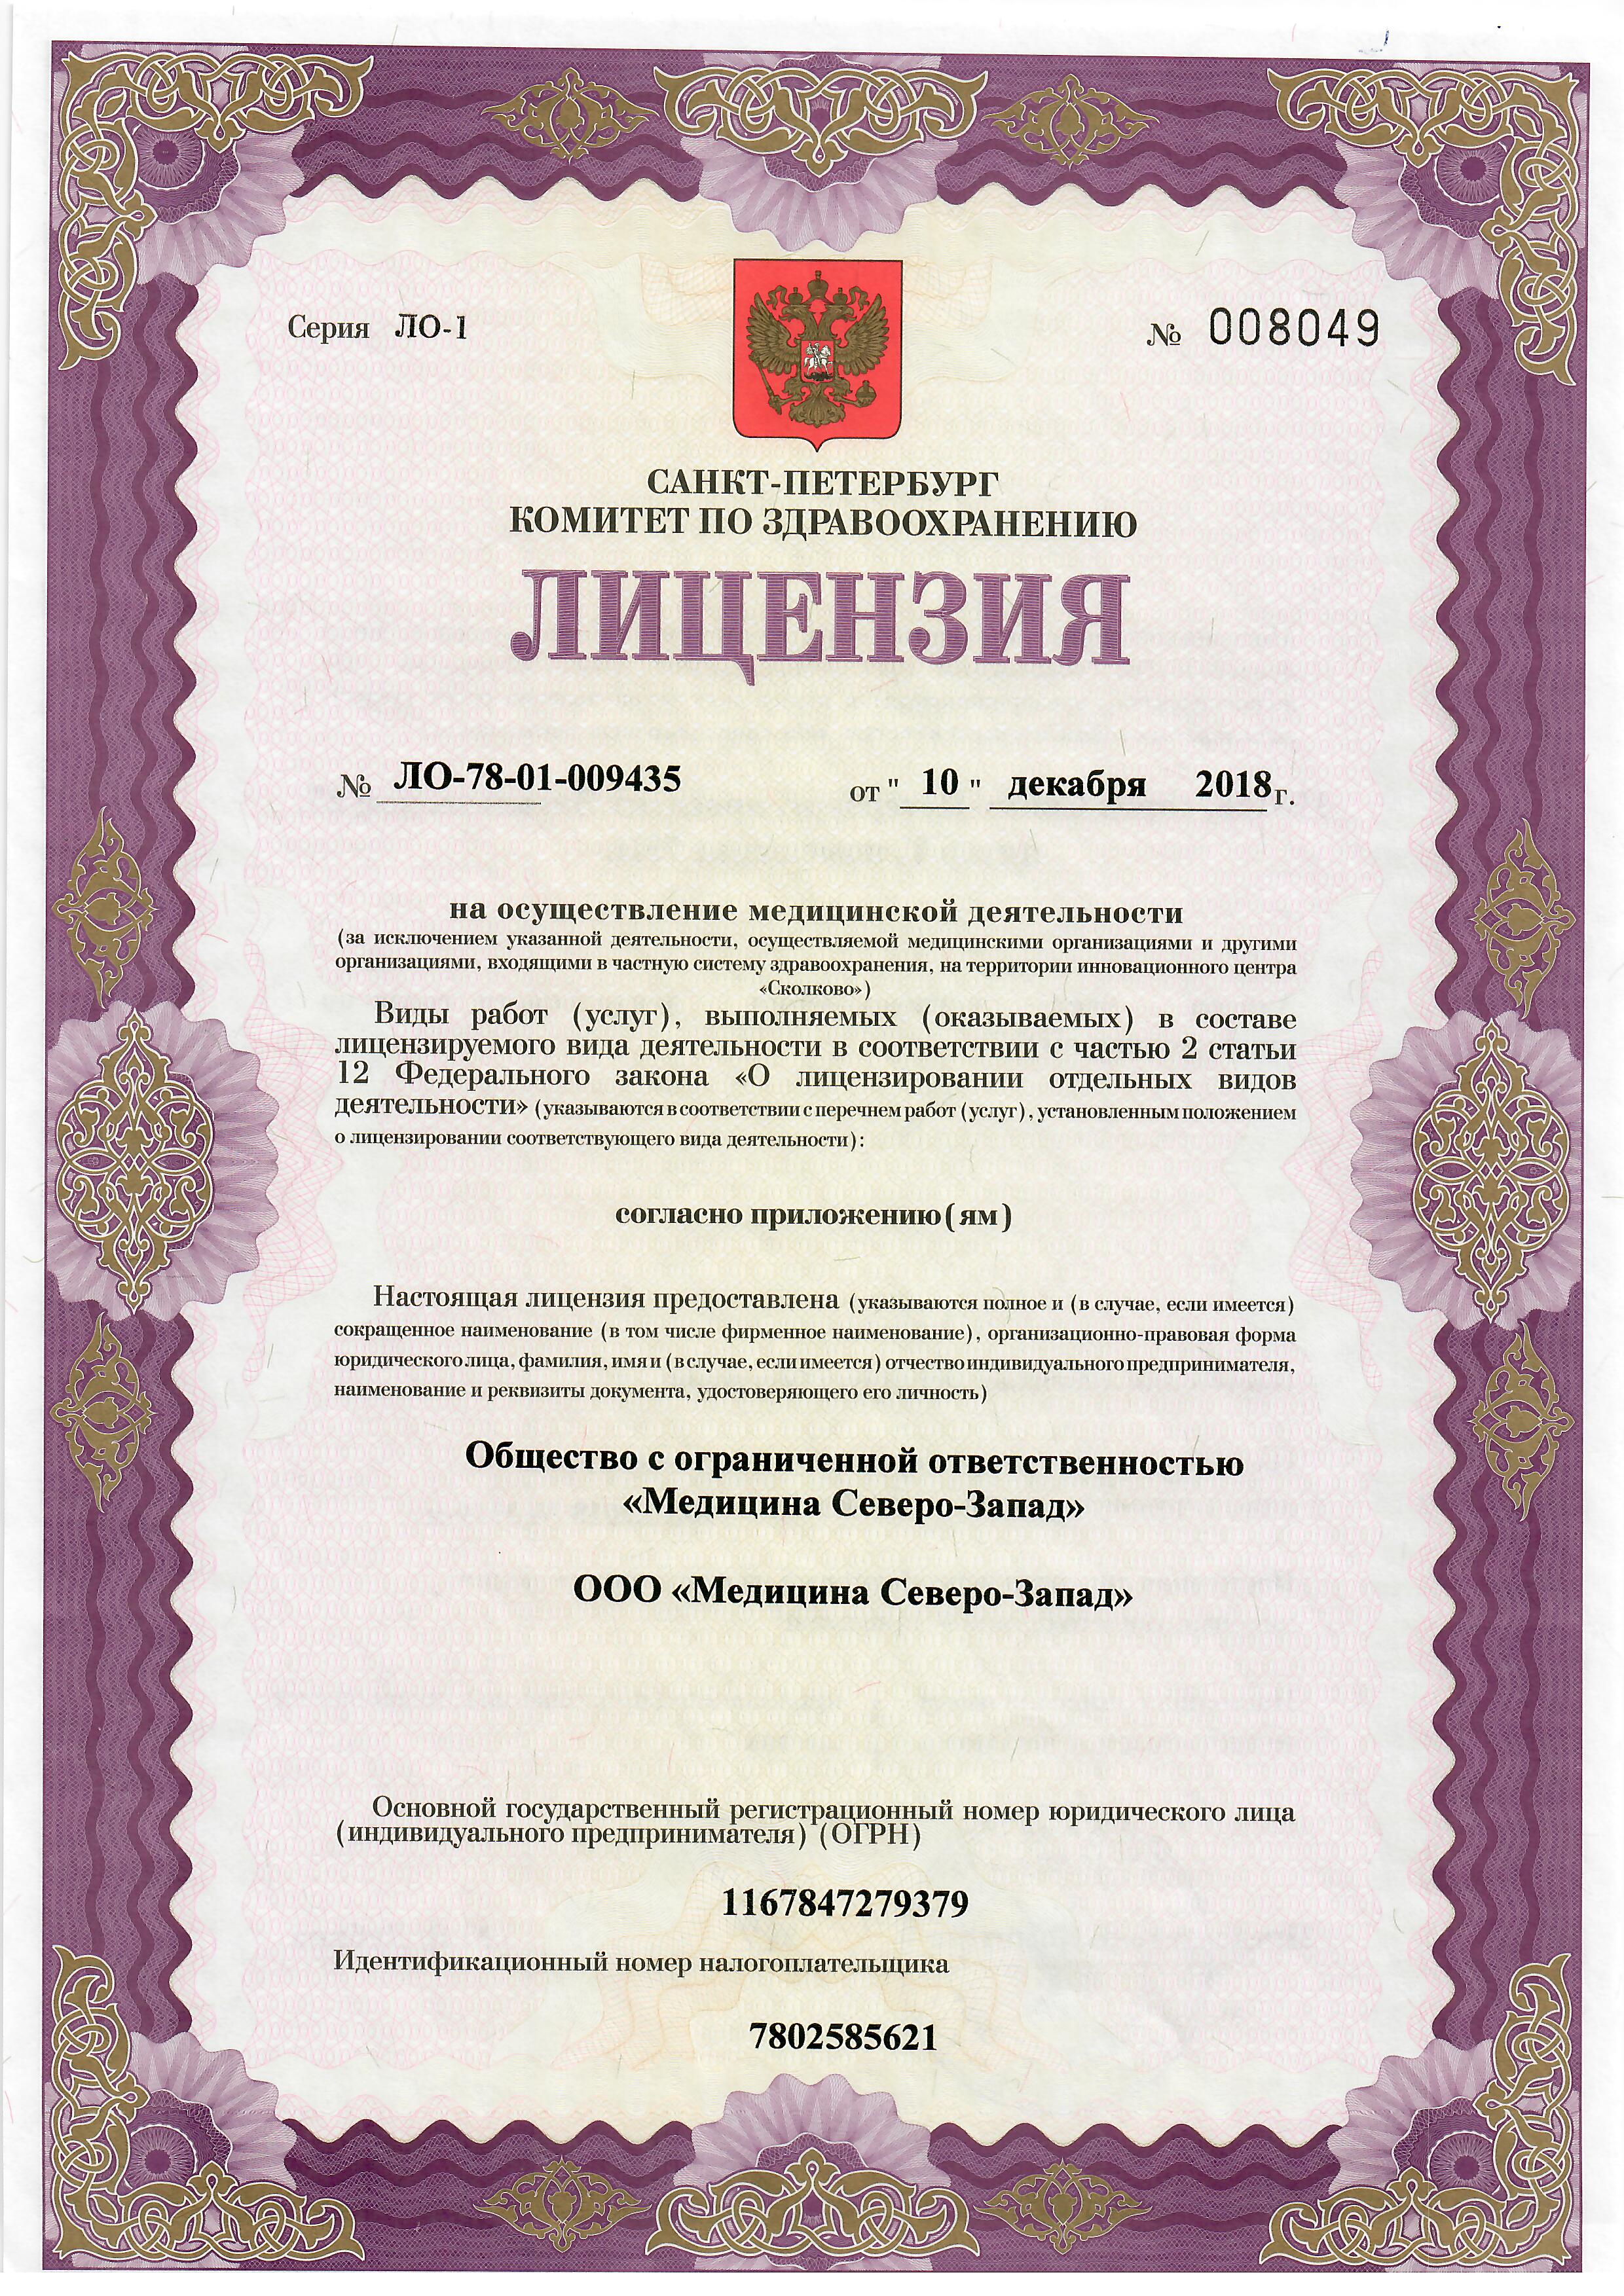 Серия ЛО-1
№ 008049
САНКТ-ПЕТЕРБУРГ
КОМИТЕТ ПО ЗДРАВООХРАНЕНИЮ
ЛИЦЕНЗИЯ
№ ЛО-78-01-009435 от " 10 " декабря 2018 г.
на осуществление медицинской деятельности
(за исключением указанной деятельности, осуществляемой медицинскими организациями и другими
организациями, входящими в частную систему здравоохранения, на территории инновационного центра
«Сколково»)
Виды работ (услуг), выполняемых (оказываемых) в составе
лицензируемого вида деятельности в соответствии с частью 2 статьи
12 Федерального закона «О лицензировании отдельных видов
деятельности» (указываются в соответствии с перечнем работ (услуг), установленным положением
о лицензировании соответствующего вида деятельности):
согласно приложению(ям)
Настоящая лицензия предоставлена (указываются полное и (в случае, если имеется)
сокращенное наименование (в том числе фирменное наименование), организационно-правовая форма
юридического лица, фамилия, имя и (в случае, если имеется) отчество индивидуального предпринимателя,
наименование и реквизиты документа, удостоверяющего его личность)
Общество с ограниченной ответственностью
«Медицина Северо-Запад»
ООО «Медицина Северо-Запад»
Основной государственный регистрационный номер юридического лица
(индивидуального предпринимателя) (ОГРН)
1167847279379
Идентификационный номер налогоплательщика
7802585621